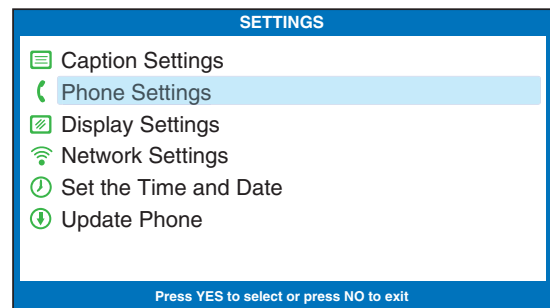 SETTINGS
Caption Settings
Phone Settings
Display Settings
Network Settings
Set the Time and Date
Update Phone
Press YES to select or press NO to exit